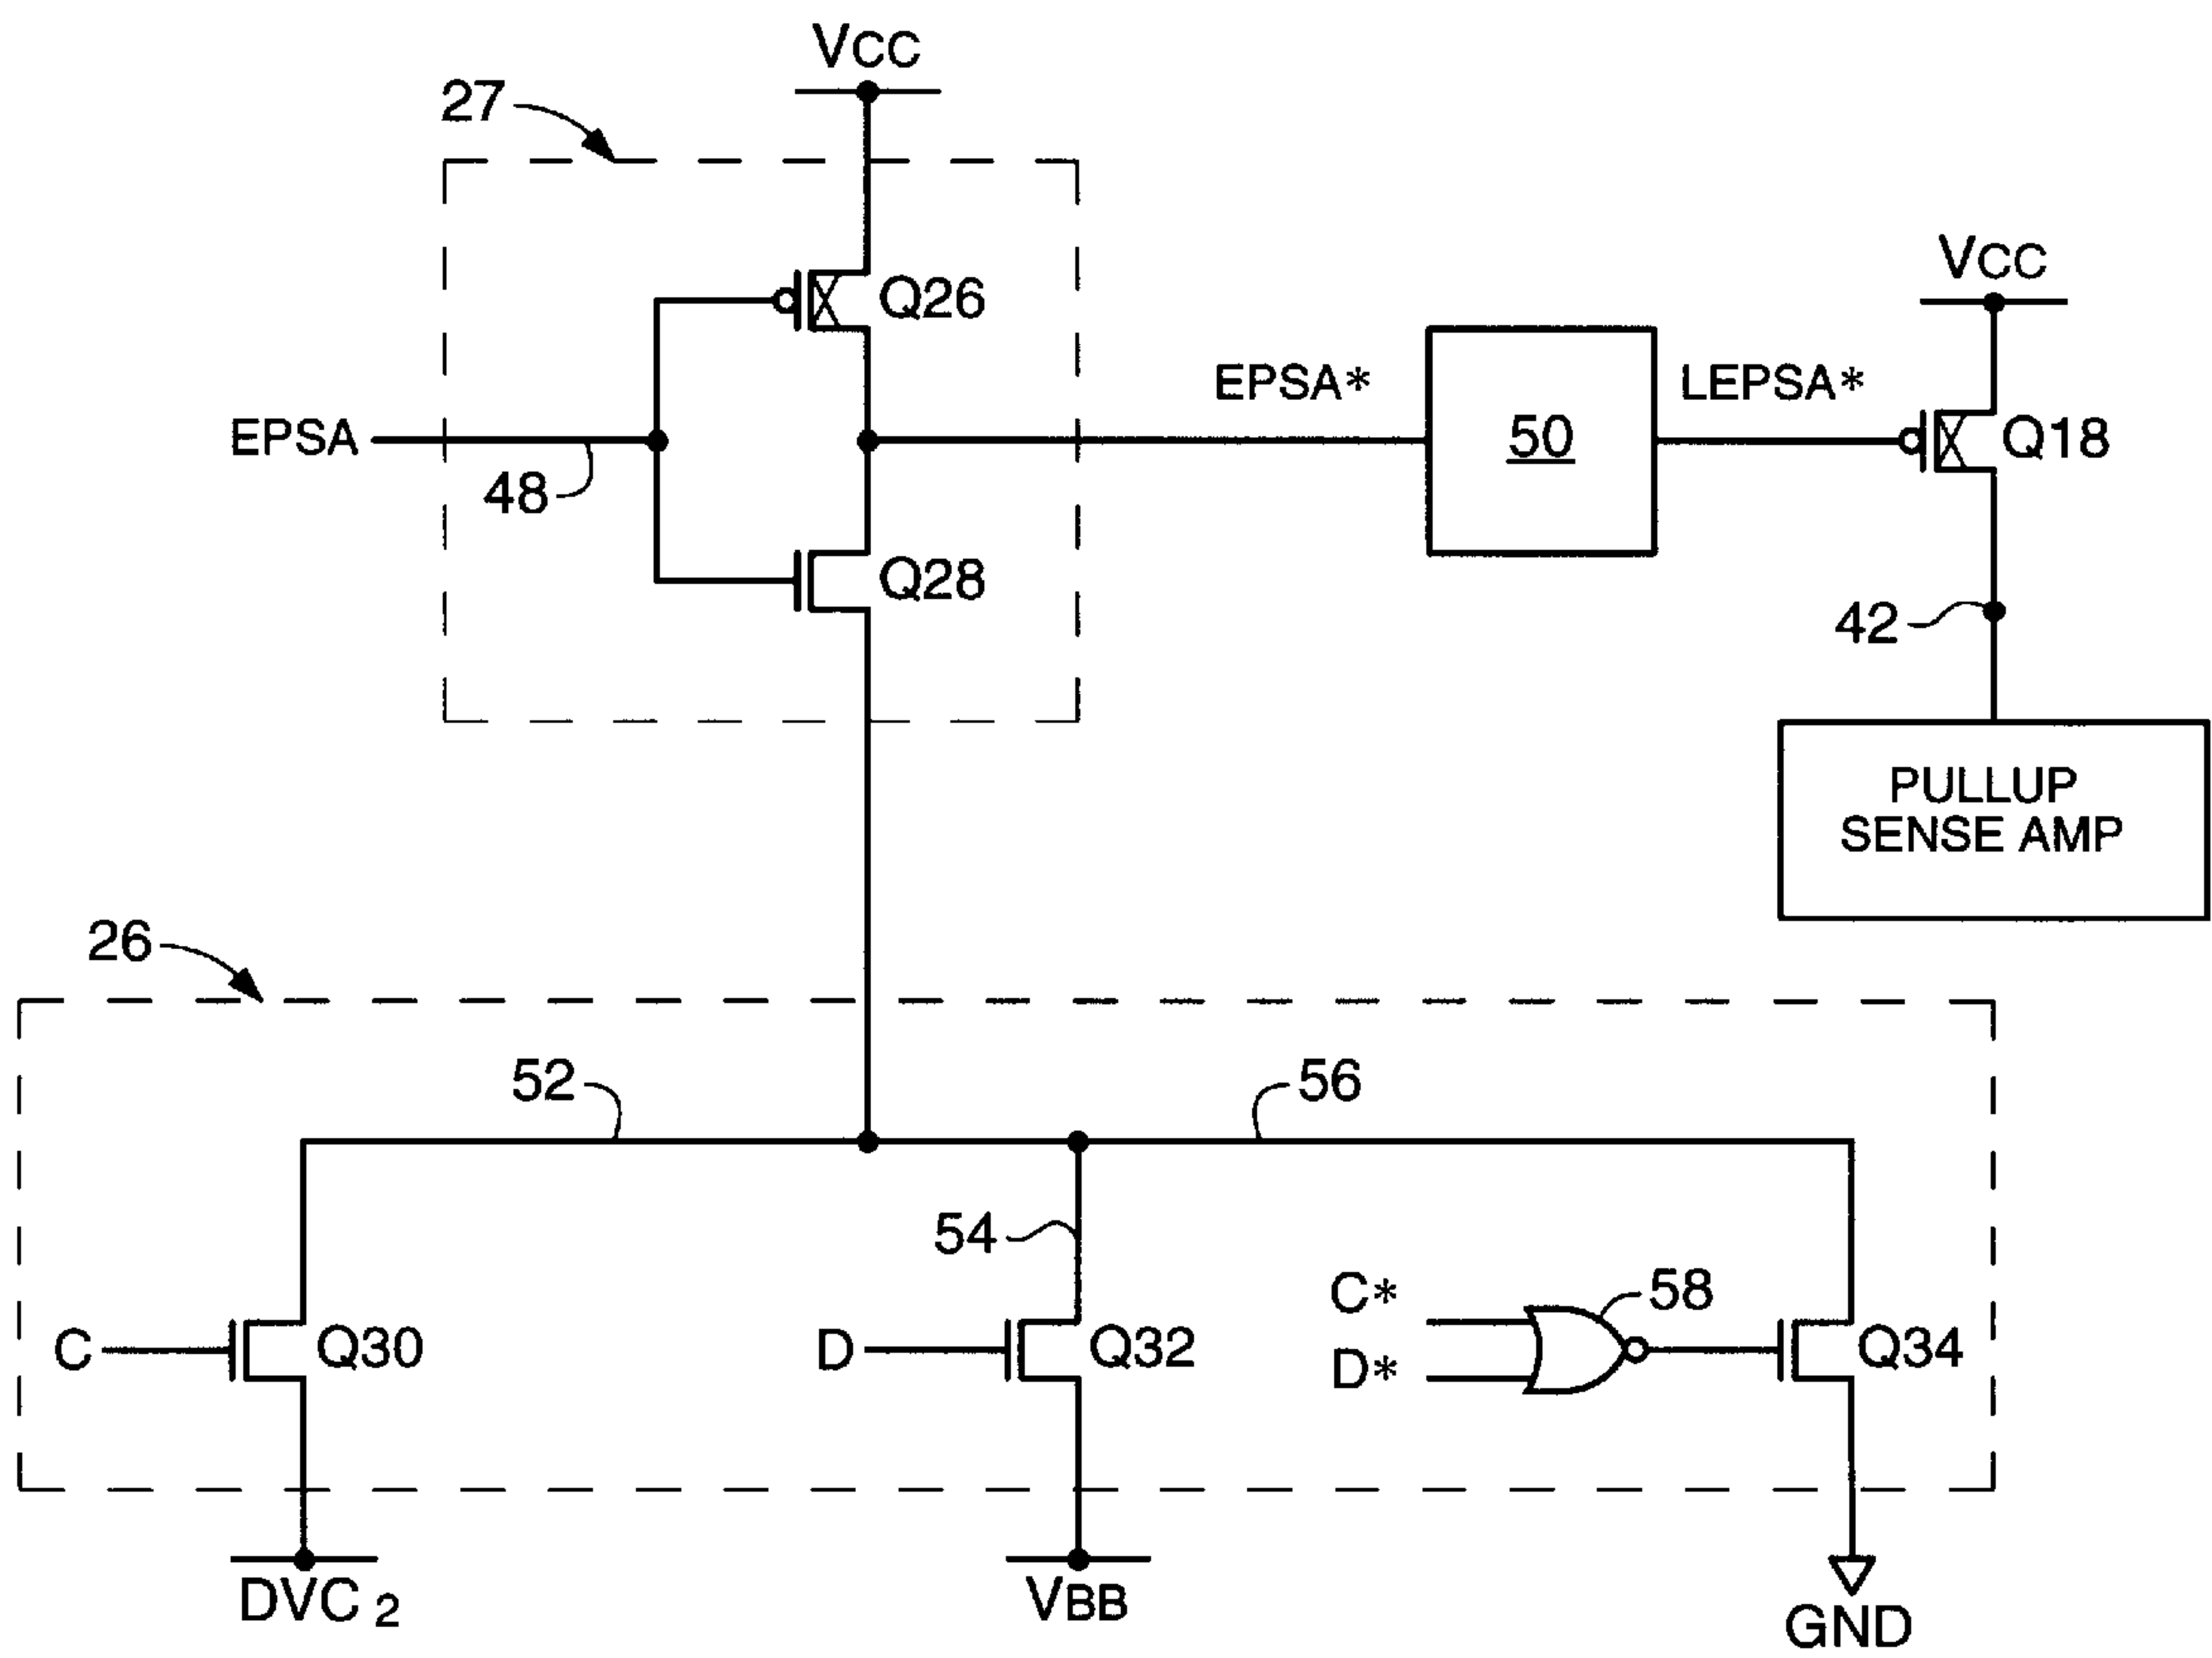 VCC
27
VCC
Q26
EPSA*
LEPSA*
EPSA
50
Q18
48
Q28
42
PULLUP
SENSE AMP
26
52
56
54
C*
58
C
Q30
D
Q32
D*
Q34
DVC 2
VBB
GND